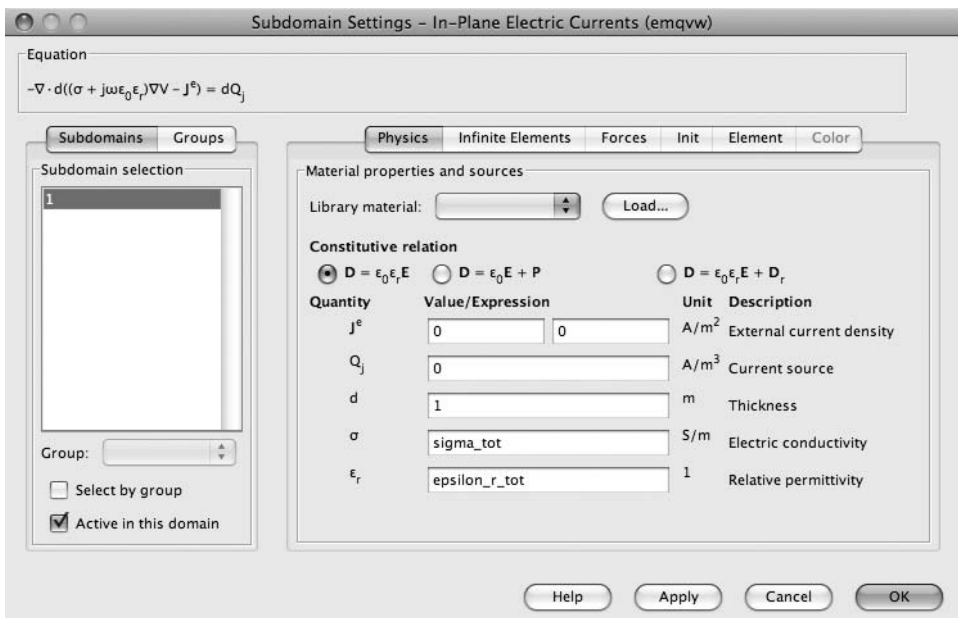 Subdomain Settings – In-Plane Electric Currents (emqvw)
Equation
-∇ · d((σ + jωε₀εᵣ)∇V – Jᵉ) = dQⱼ
Subdomains Groups
Subdomain selection
1
Group:
Select by group
Active in this domain
Physics Infinite Elements Forces Init Element Color
Material properties and sources
Library material: Load...
Constitutive relation
D = ε₀εᵣE D = ε₀E + P D = ε₀εᵣE + Dᵣ
Quantity Value/Expression Unit Description
Jᵉ 0 0 A/m² External current density
Qⱼ 0 A/m³ Current source
d 1 m Thickness
σ sigma_tot S/m Electric conductivity
εᵣ epsilon_r_tot 1 Relative permittivity
Help Apply Cancel OK